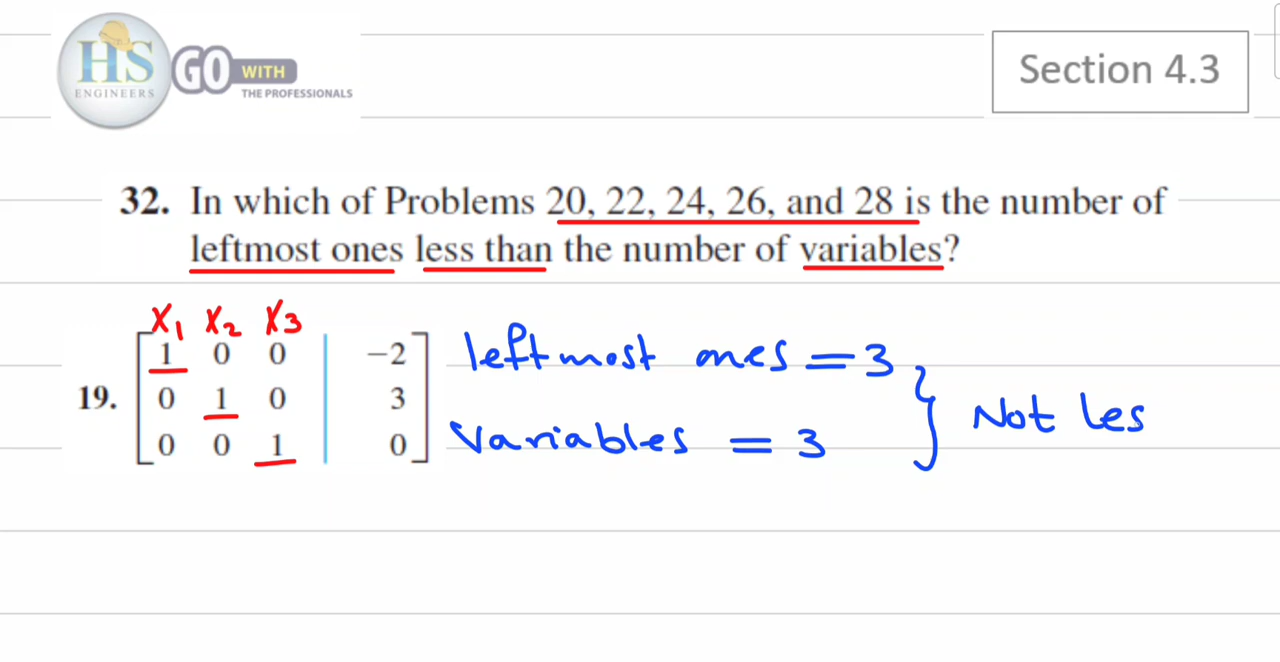 HS
ENGINEERS
GO WITH
THE PROFESSIONALS
Section 4.3
32. In which of Problems 20, 22, 24, 26, and 28 is the number of
leftmost ones less than the number of variables?
x1 x2 x3
19. 1 0 0 | -2
0 1 0 | 3
0 0 1 | 0
leftmost ones = 3
variables = 3
Not Les